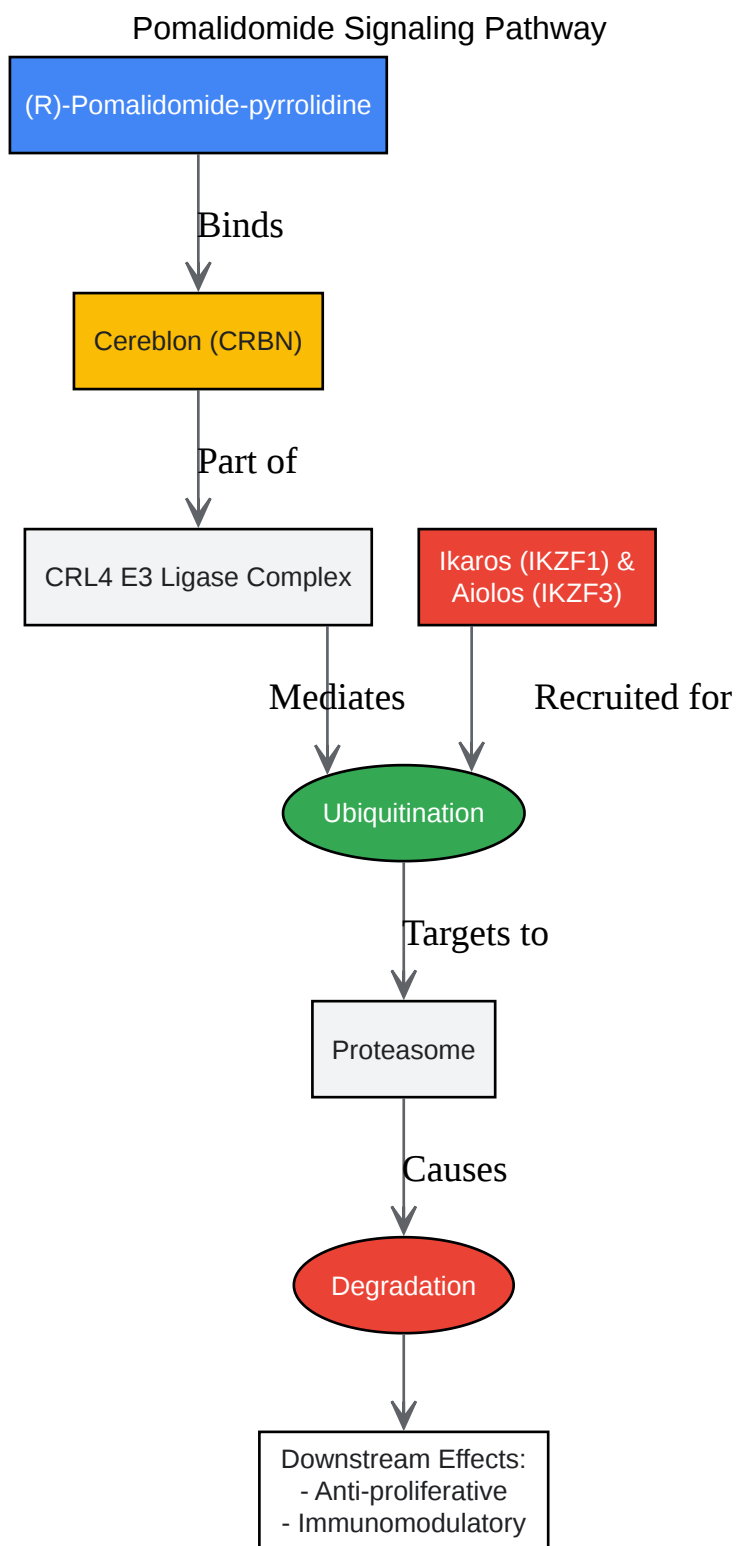 Pomalidomide Signaling Pathway
(R)-Pomalidomide-pyrrolidine
Binds
Cereblon (CRBN)
Part of
CRL4 E3 Ligase Complex
Ikaros (IKZF1) &
Aiolos (IKZF3)
Mediates
Recruited for
Ubiquitination
Targets to
Proteasome
Causes
Degradation
Downstream Effects:
- Anti-proliferative
- Immunomodulatory